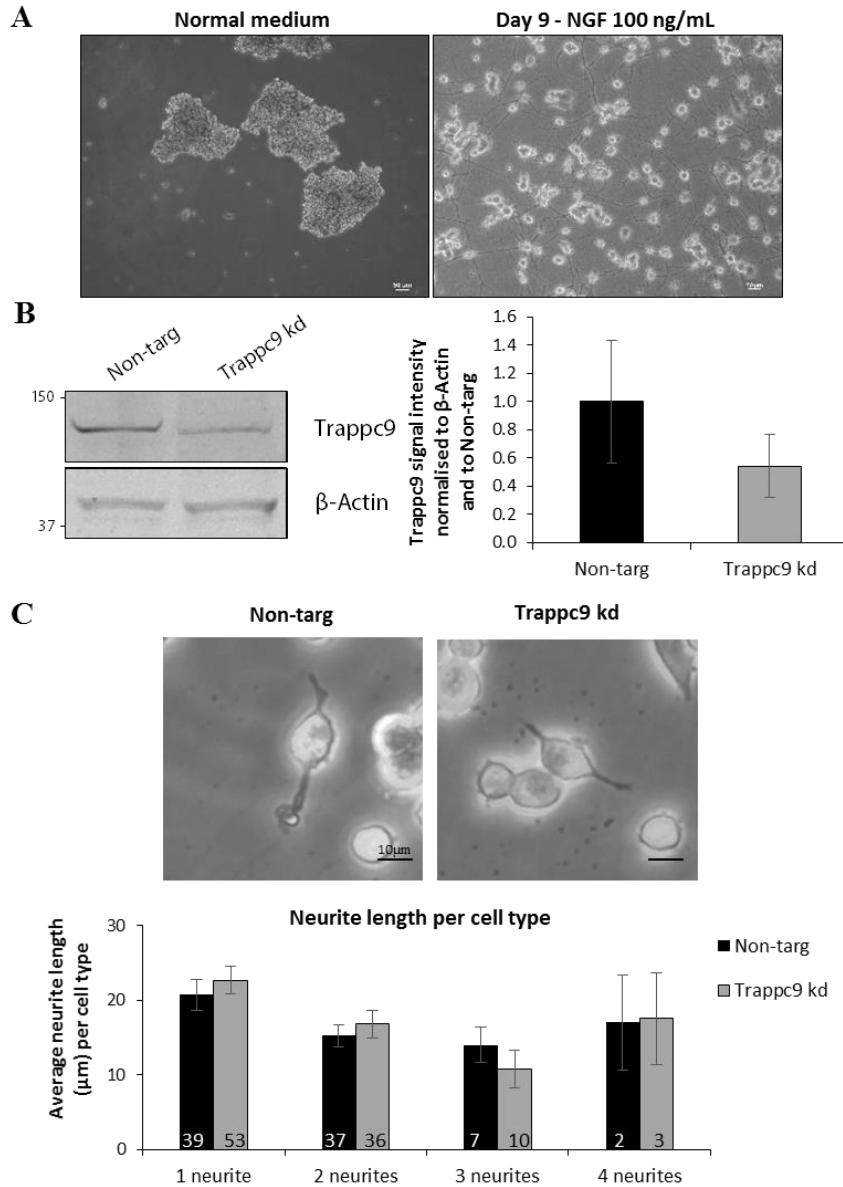 A
Normal medium
Day 9 - NGF 100 ng/mL
B
Non-targ
Trappc9 kd
150
Trappc9
β-Actin
37
Trappc9 signal intensity
normalised to β-Actin
and to Non-targ
1.6
1.4
1.2
1.0
0.8
0.6
0.4
0.2
0.0
Non-targ
Trappc9 kd
C
Non-targ
Trappc9 kd
10µm
Neurite length per cell type
Average neurite length
(µm) per cell type
30
20
10
0
39
53
37
36
7
10
2
3
1 neurite
2 neurites
3 neurites
4 neurites
Non-targ
Trappc9 kd